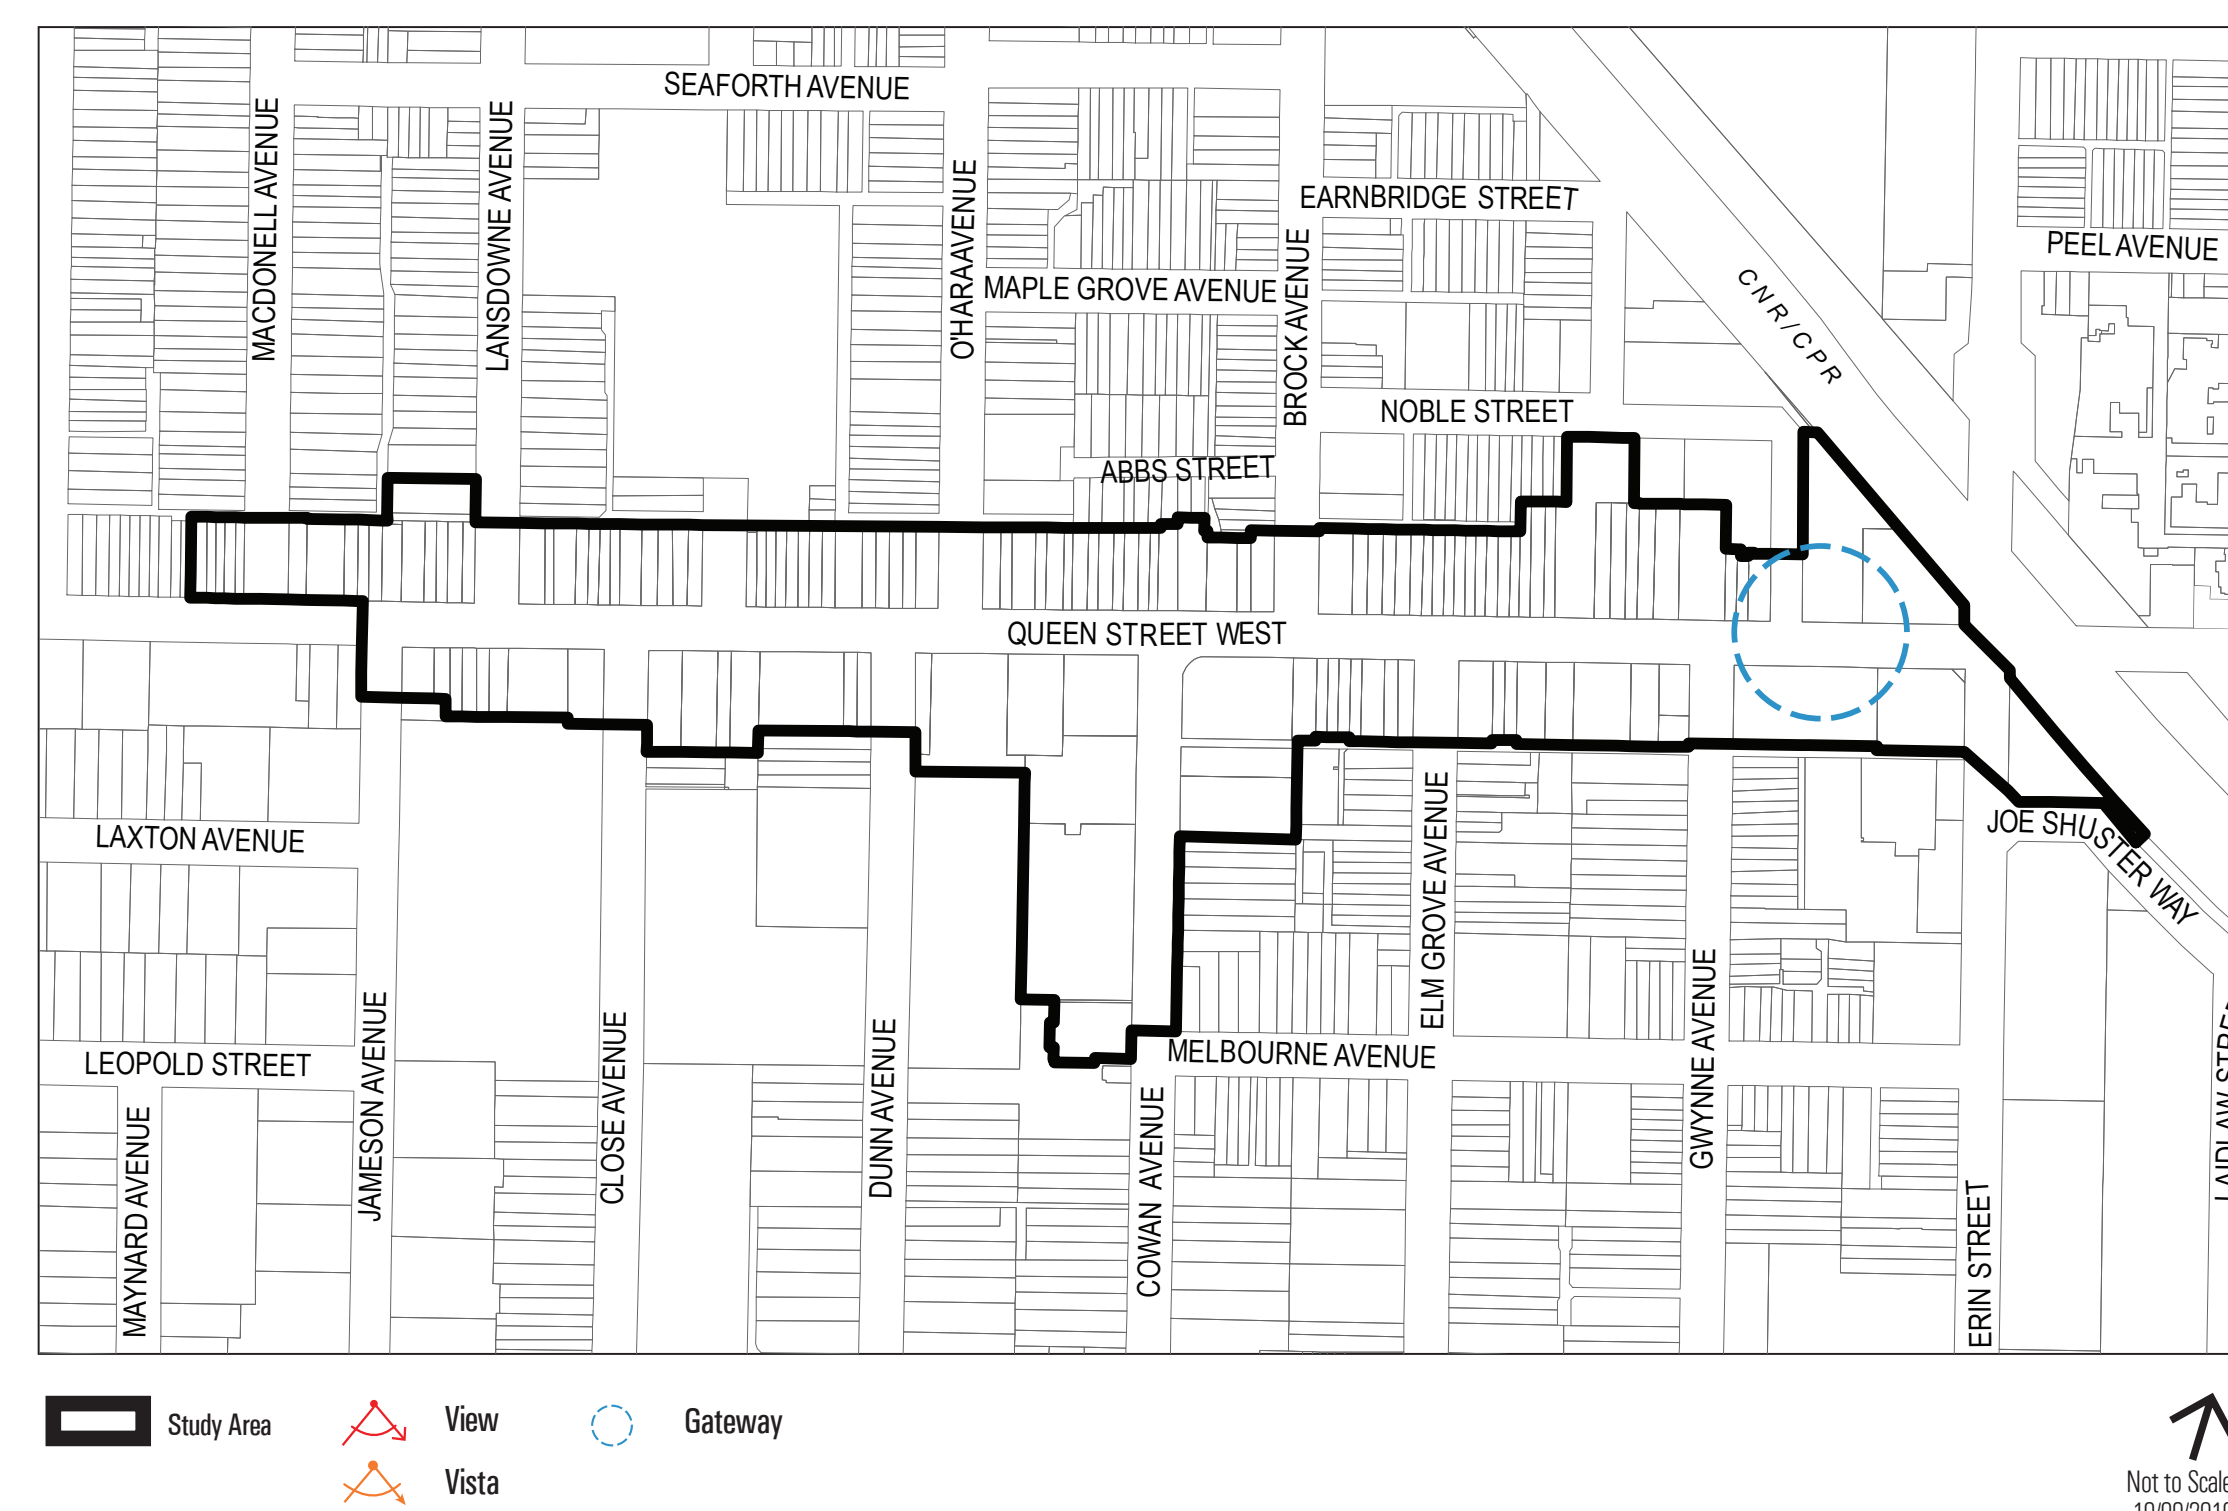 SEAFORTH AVENUE
MACDONELL AVENUE
LANSDOWNE AVENUE
O'HARA AVENUE
EARNBRIDGE STREET
PEEL AVENUE
MAPLE GROVE AVENUE
BROCK AVENUE
CNR/CPR
NOBLE STREET
ABBS STREET
QUEEN STREET WEST
LAXTON AVENUE
JOE SHUSTER WAY
ELM GROVE AVENUE
LEOPOLD STREET
MELBOURNE AVENUE
GWYNNE AVENUE
JAMESON AVENUE
CLOSE AVENUE
DUNN AVENUE
COWAN AVENUE
MAYNARD AVENUE
ERIN STREET
Study Area
View
Gateway
Vista
Not to Scale